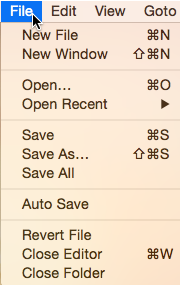 File Edit View Goto
New File ⌘N
New Window ⇧⌘N
Open... ⌘O
Open Recent ▶
Save ⌘S
Save As... ⇧⌘S
Save All
Auto Save
Revert File
Close Editor ⌘W
Close Folder